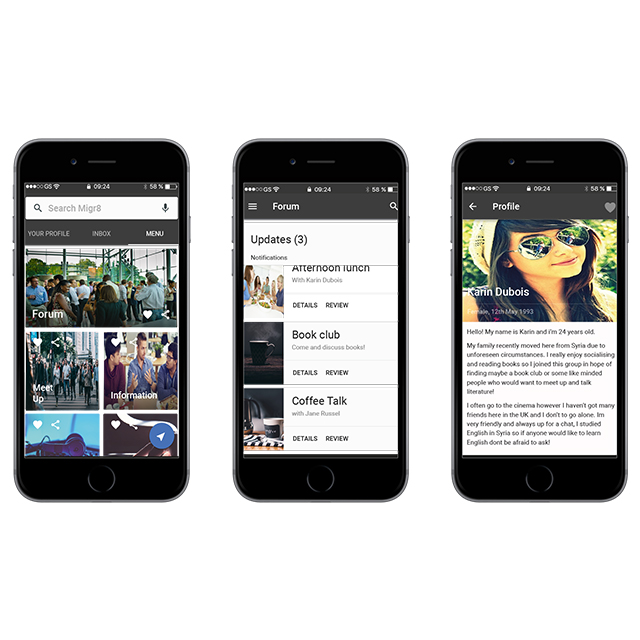 GS 09:24 58 %
Search Migr8
YOUR PROFILE INBOX MENU
Forum
Meet
Up
Information
GS 09:24 58 %
Forum
Updates (3)
Notifications
Afternoon lunch
With Karin Dubois
DETAILS REVIEW
Book club
Come and discuss books!
DETAILS REVIEW
Coffee Talk
with Jane Russel
DETAILS REVIEW
GS 09:24 58 %
Profile
Karin Dubois
Female, 12th May 1993
Hello! My name is Karin and i'm 24 years old.
My family recently moved here from Syria due to
unforeseen circumstances. I really enjoy socialising
and reading books so I joined this group in hope of
finding maybe a book club or some like minded
people who would want to meet up and talk
literature!
I often go to the cinema however I haven't got many
friends here in the UK and I don't to go alone. Im
very friendly and always up for a chat, I studied
English in Syria so if anyone would like to learn
English dont be afraid to ask!